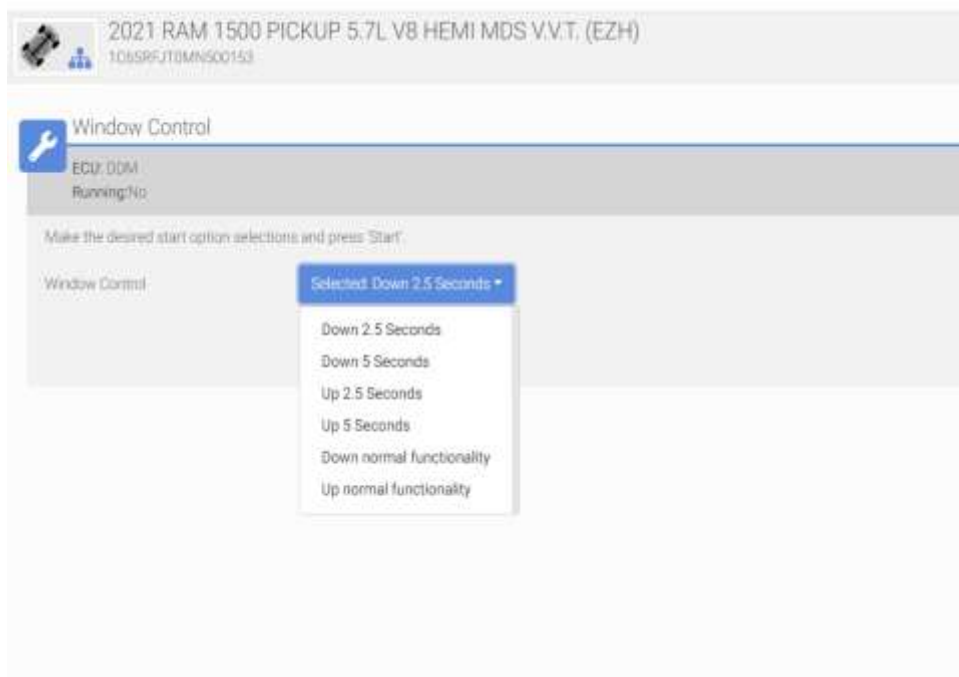 2021 RAM 1500 PICKUP 5.7L V8 HEMI MDS V.V.T. (EZH)
Window Control
ECU: DDM
Running:No
Make the desired start option selections and press 'Start'.
Window Control
Selected: Down 2.5 Seconds
Down 2.5 Seconds
Down 5 Seconds
Up 2.5 Seconds
Up 5 Seconds
Down normal functionality
Up normal functionality